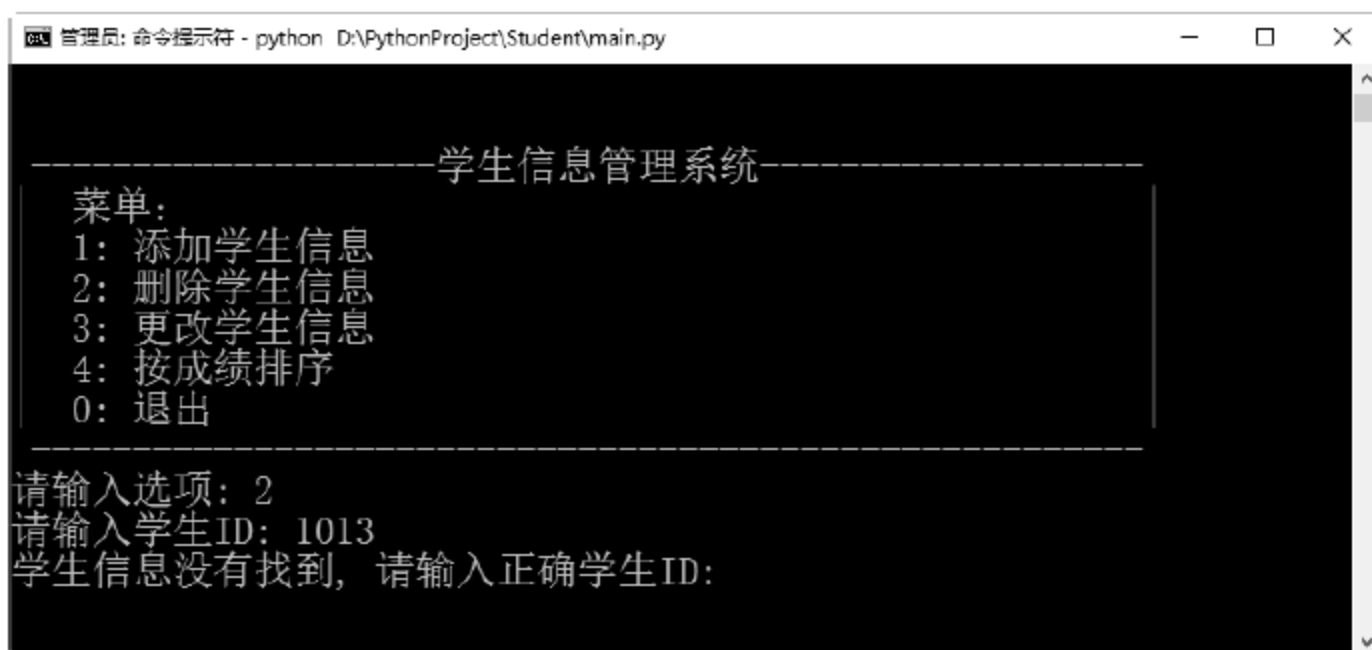 管理员: 命令提示符 - python D:\PythonProject\Student\main.py
--------------------学生信息管理系统-------------------
菜单:
1: 添加学生信息
2: 删除学生信息
3: 更改学生信息
4: 按成绩排序
0: 退出
-------------------------------------------------------
请输入选项: 2
请输入学生ID: 1013
学生信息没有找到, 请输入正确学生ID: